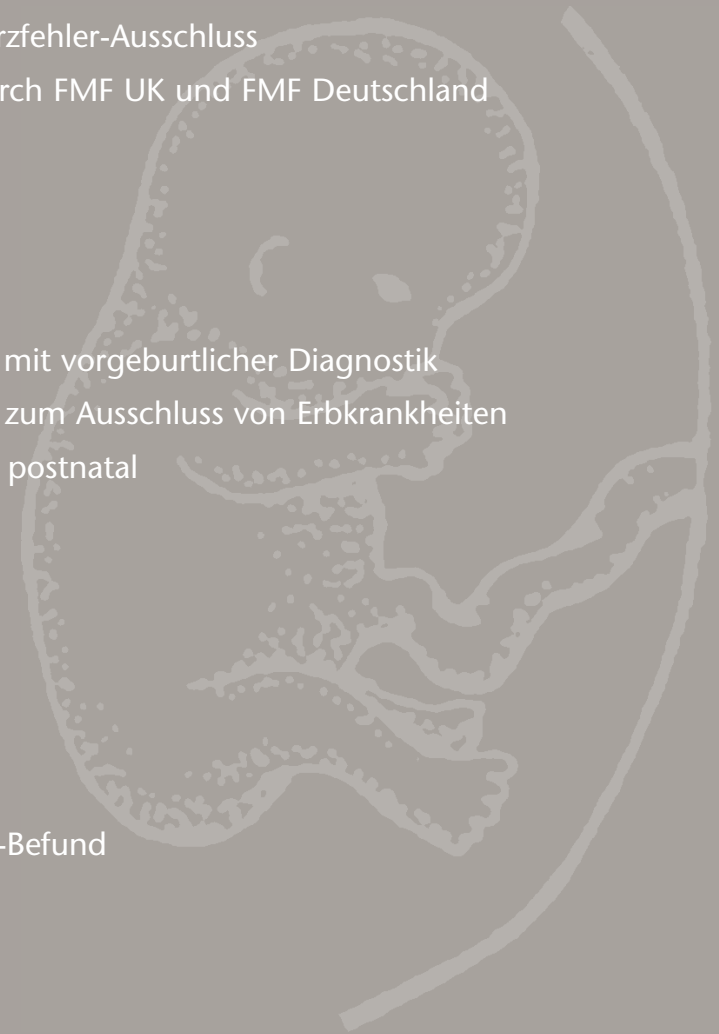 rzfehler-Ausschluss
rch FMF UK und FMF Deutschland
mit vorgeburtlicher Diagnostik
zum Ausschluss von Erbkrankheiten
postnatal
-Befund